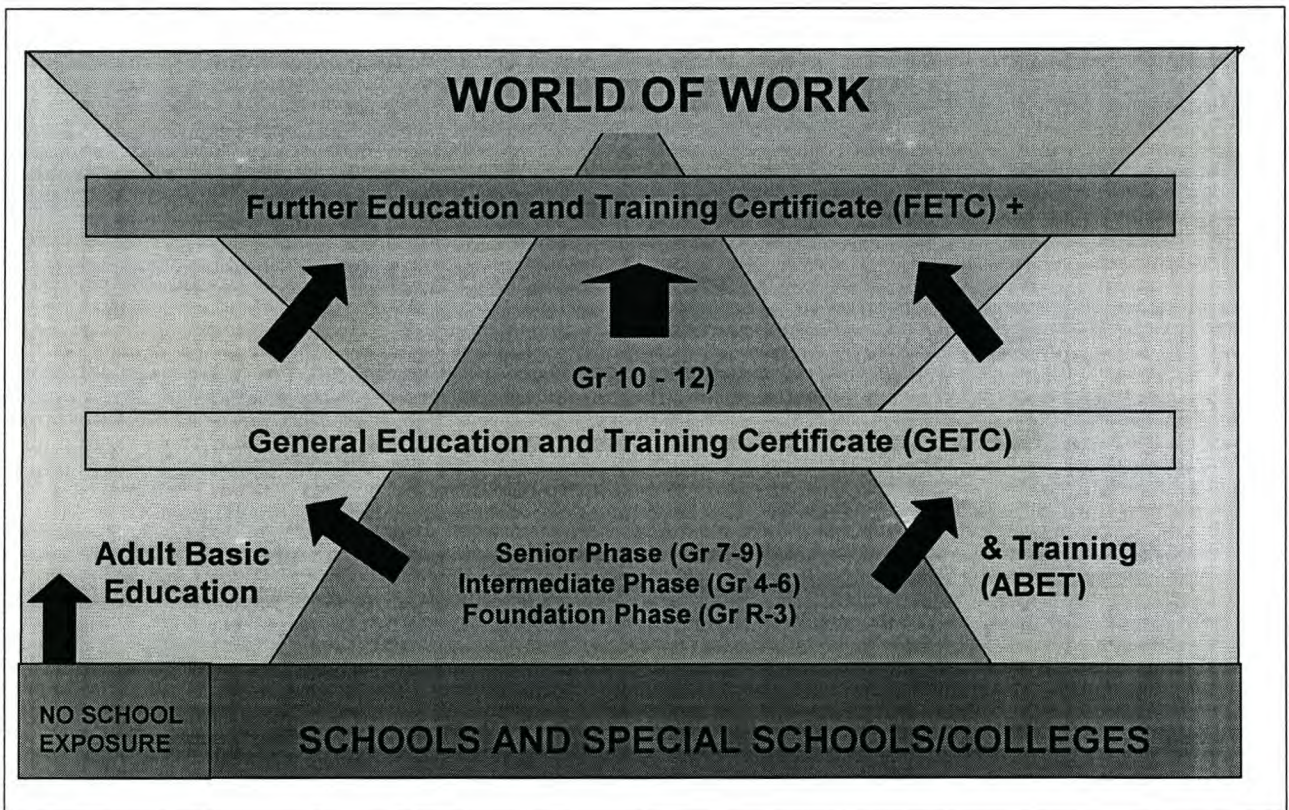 WORLD OF WORK
Further Education and Training Certificate (FETC) +
Gr 10 - 12)
General Education and Training Certificate (GETC)
Adult Basic
Education
Senior Phase (Gr 7-9)
Intermediate Phase (Gr 4-6)
Foundation Phase (Gr R-3)
& Training
(ABET)
NO SCHOOL
EXPOSURE
SCHOOLS AND SPECIAL SCHOOLS/COLLEGES